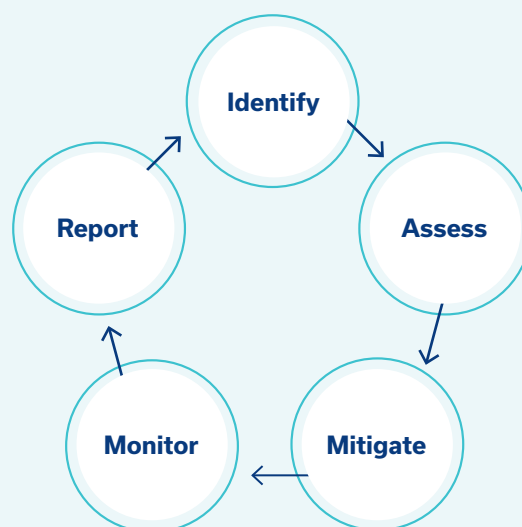 Identify
Assess
Mitigate
Monitor
Report